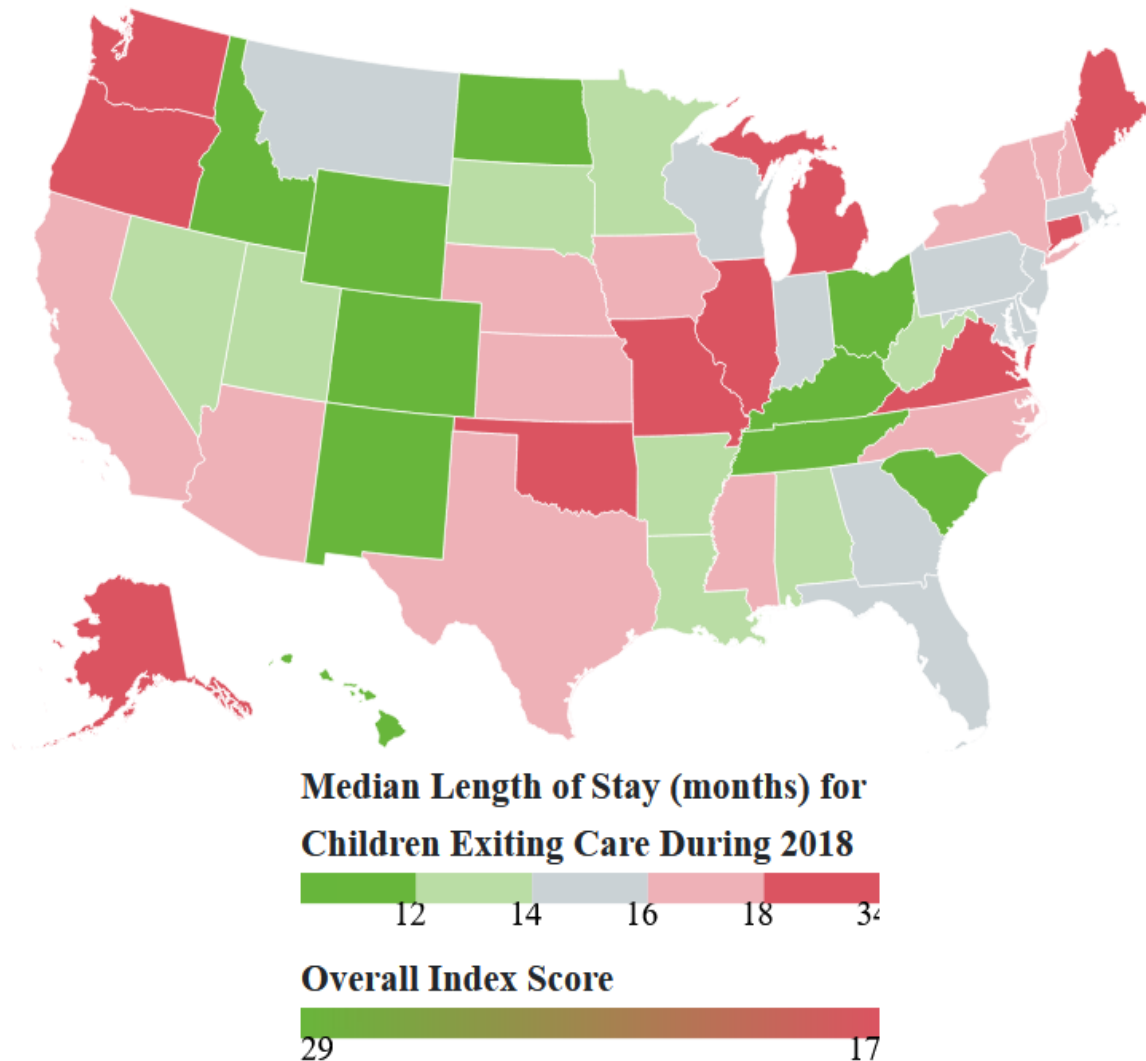 Median Length of Stay (months) for
Children Exiting Care During 2018
12 14 16 18 34
Overall Index Score
29 17